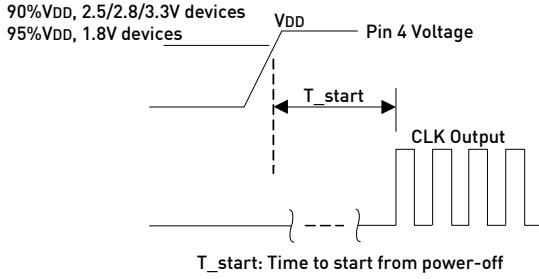 90%VDD, 2.5/2.8/3.3V devices
95%VDD, 1.8V devices
VDD
Pin 4 Voltage
T_start
CLK Output
T_start: Time to start from power-off